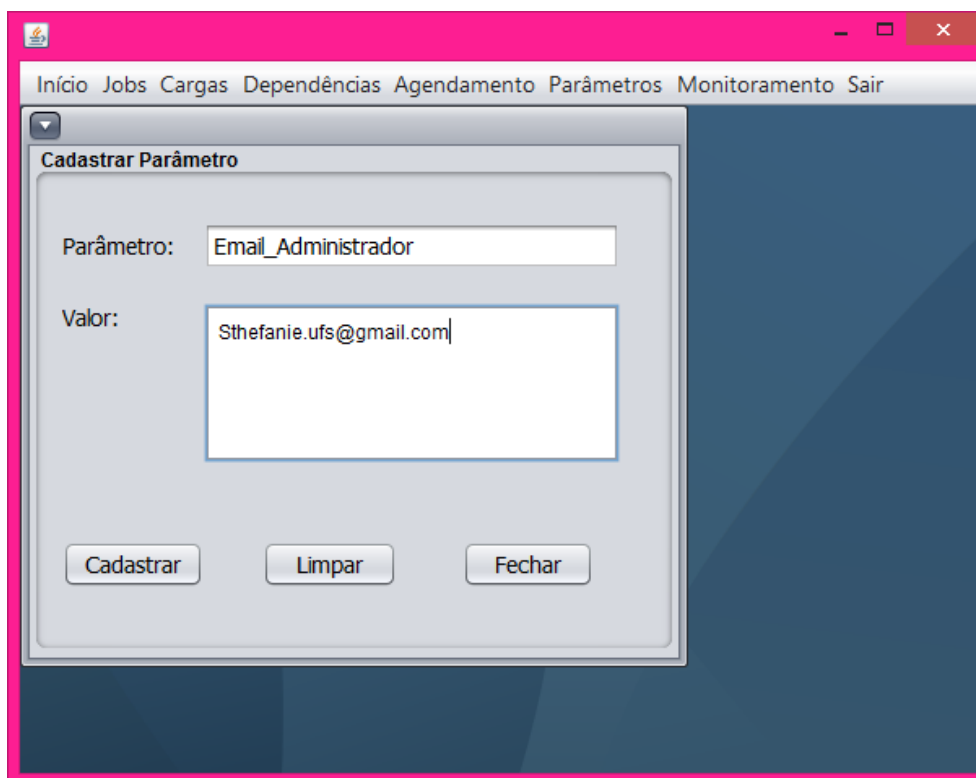 Início Jobs Cargas Dependências Agendamento Parâmetros Monitoramento Sair
Cadastrar Parâmetro
Parâmetro: Email_Administrador
Valor: Sthefanie.ufs@gmail.com
Cadastrar Limpar Fechar